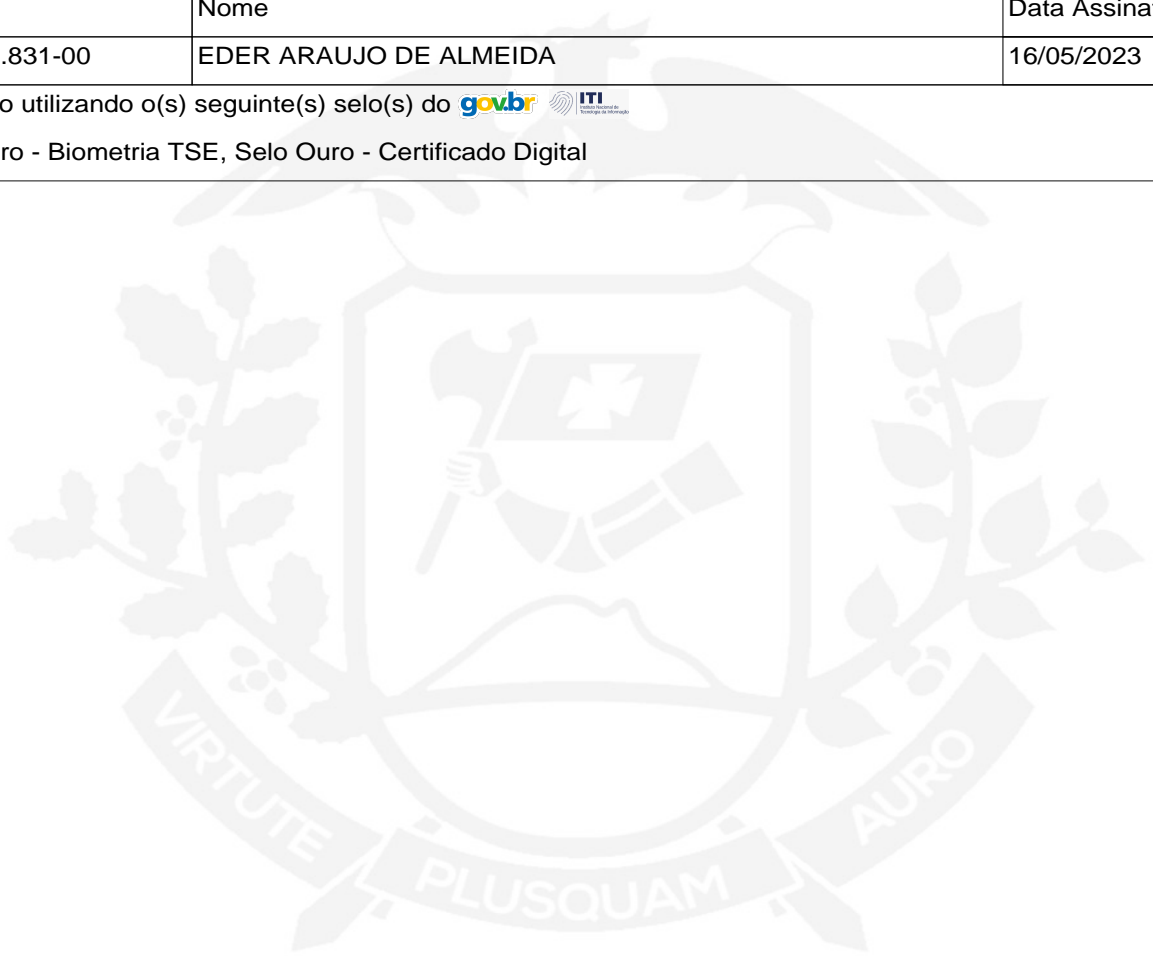 Nome Data Assinat
.831-00 EDER ARAUJO DE ALMEIDA 16/05/2023
o utilizando o(s) seguinte(s) selo(s) do gov.br ITI
ro - Biometria TSE, Selo Ouro - Certificado Digital
VIRTUTE PLUSQUAM AURO